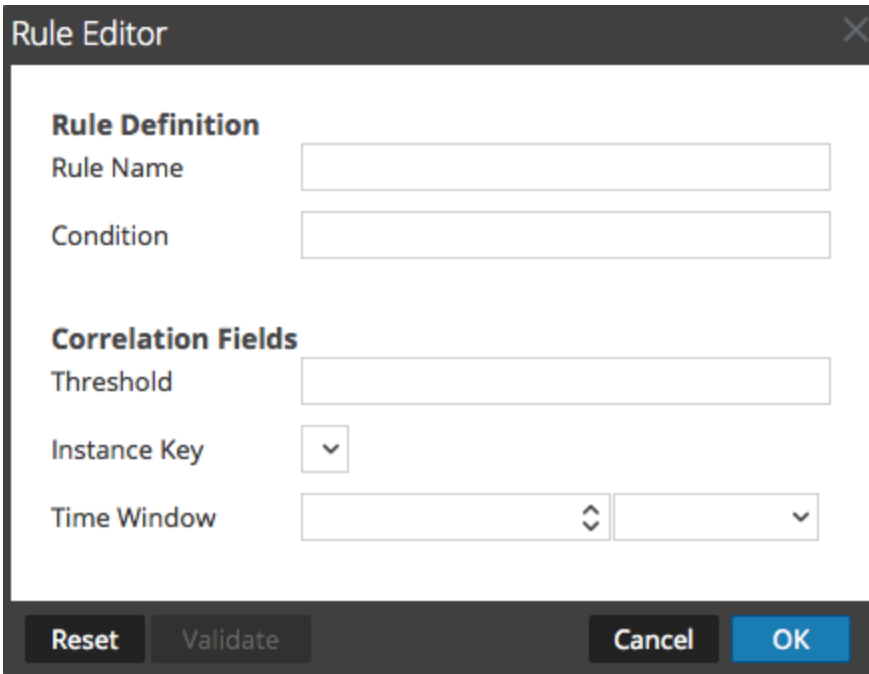 Rule Editor
Rule Definition
Rule Name
Condition
Correlation Fields
Threshold
Instance Key
Time Window
Reset Validate Cancel OK